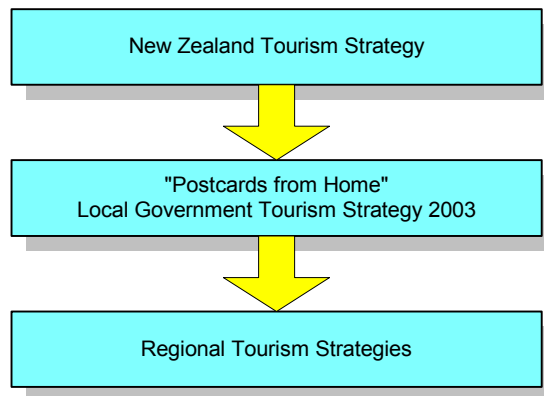 New Zealand Tourism Strategy
"Postcards from Home"
Local Government Tourism Strategy 2003
Regional Tourism Strategies